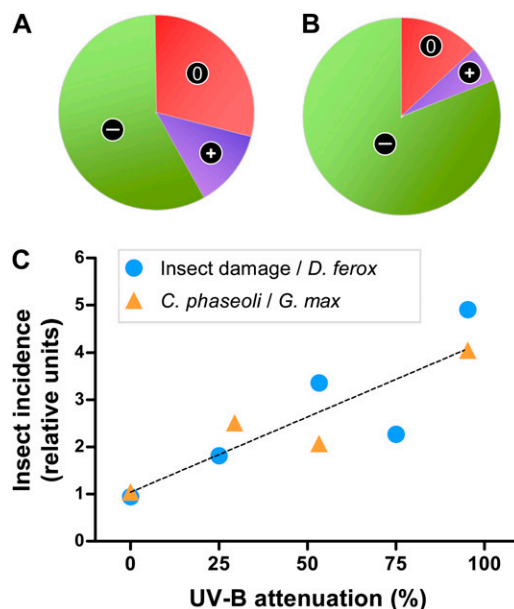 A
B
0
+
−
0
+
−
C
Insect damage / D. ferox
C. phaseoli / G. max
Insect incidence
(relative units)
6
5
4
3
2
1
0
0
25
50
75
100
UV-B attenuation (%)